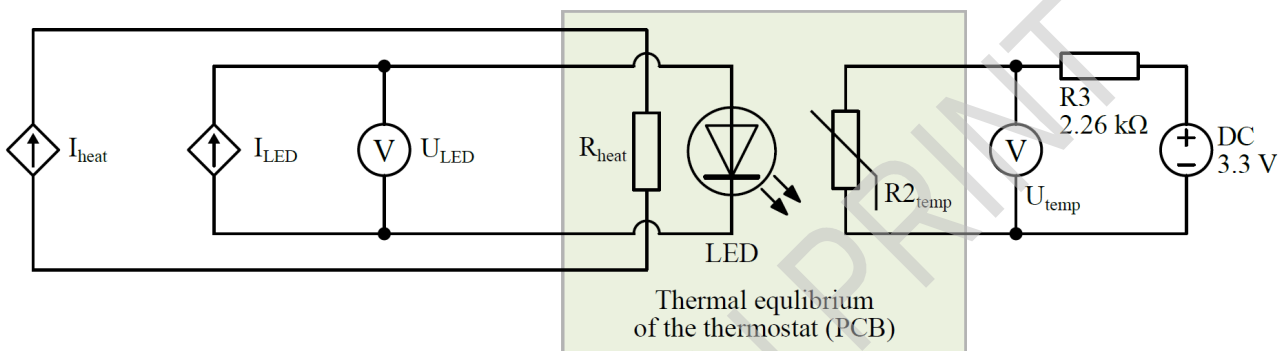 I_heat
I_LED
V
U_LED
R_heat
LED
R2_temp
V
U_temp
R3
2.26 kΩ
+
−
DC
3.3 V
Thermal equlibrium
of the thermostat (PCB)
PRINT